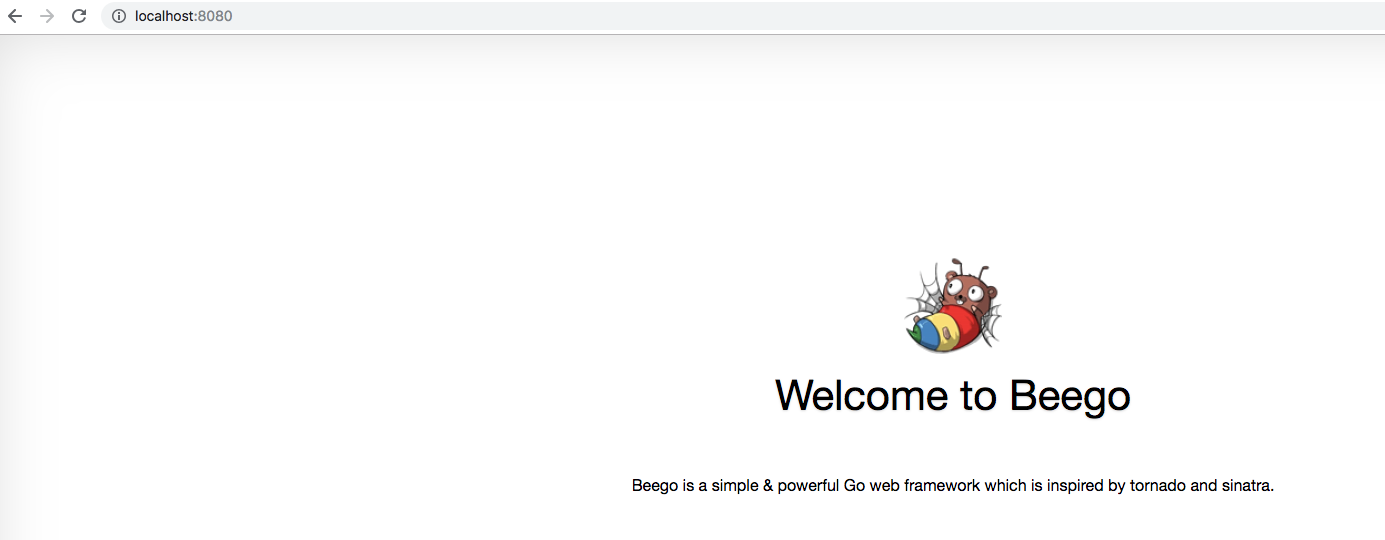 localhost:8080
Welcome to Beego
Beego is a simple & powerful Go web framework which is inspired by tornado and sinatra.